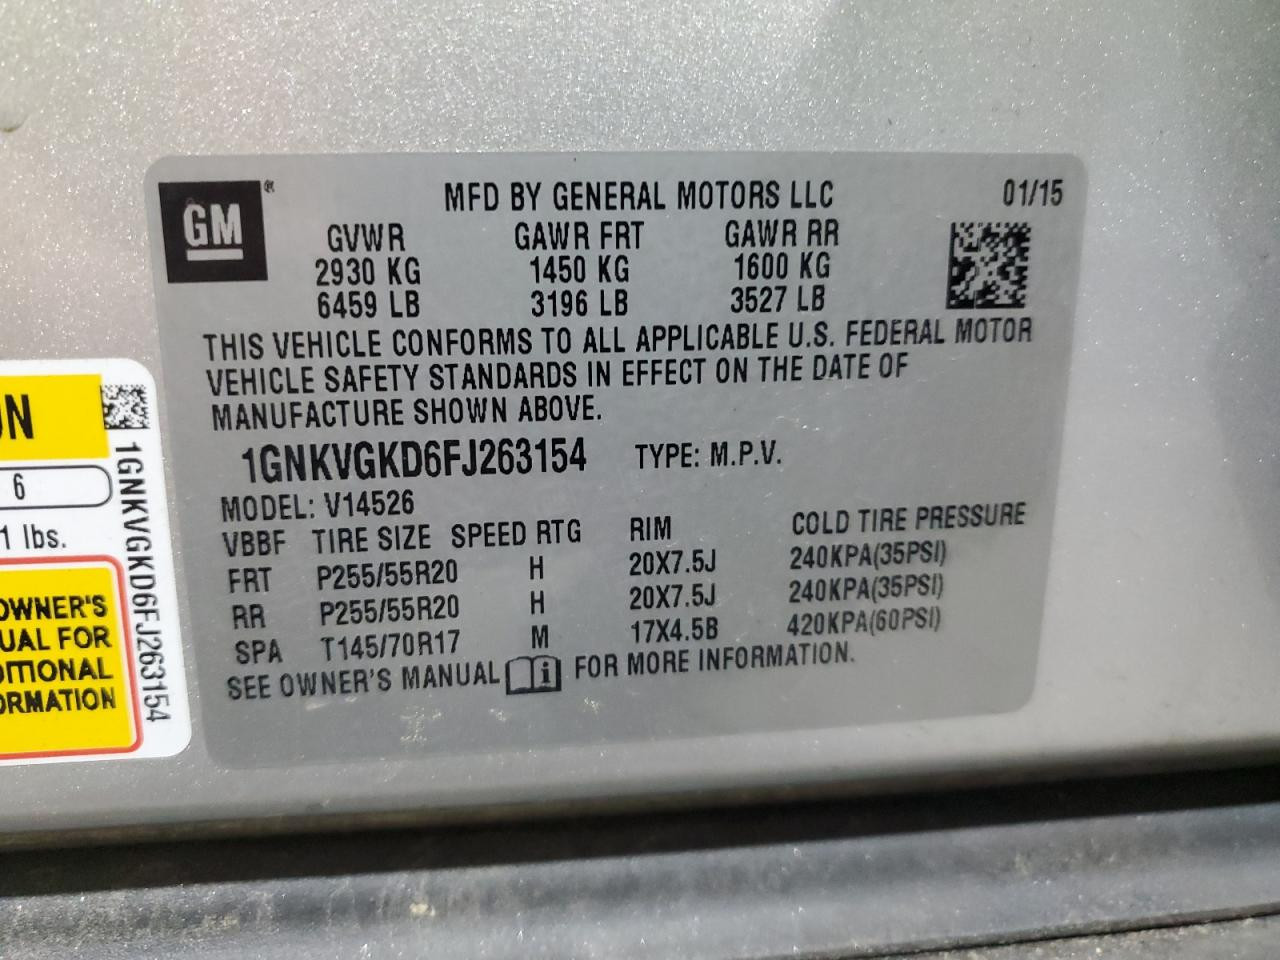 GM
®
MFD BY GENERAL MOTORS LLC 01/15
GVWR GAWR FRT GAWR RR
2930 KG 1450 KG 1600 KG
6459 LB 3196 LB 3527 LB
THIS VEHICLE CONFORMS TO ALL APPLICABLE U.S. FEDERAL MOTOR
VEHICLE SAFETY STANDARDS IN EFFECT ON THE DATE OF
MANUFACTURE SHOWN ABOVE.
1GNKVGKD6FJ263154 TYPE: M.P.V.
MODEL: V14526
VBBF TIRE SIZE SPEED RTG RIM COLD TIRE PRESSURE
FRT P255/55R20 H 20X7.5J 240KPA(35PSI)
RR P255/55R20 H 20X7.5J 240KPA(35PSI)
SPA T145/70R17 M 17X4.5B 420KPA(60PSI)
SEE OWNER'S MANUAL i FOR MORE INFORMATION.
6
1 lbs.
OWNER'S
UAL FOR
DITIONAL
ORMATION
1GNKVGKD6FJ263154